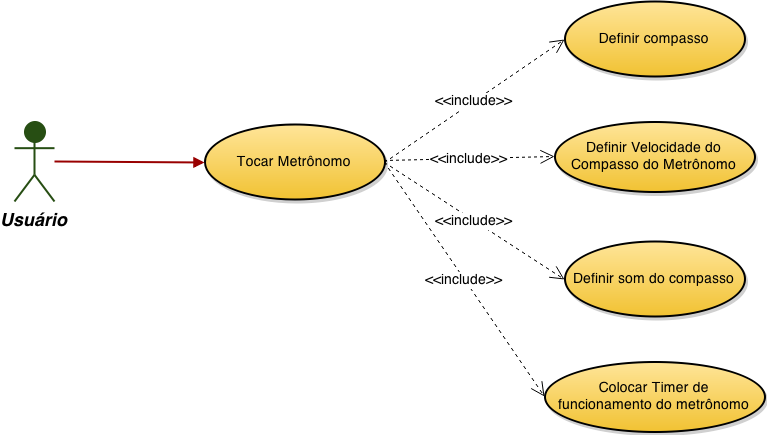 Definir compasso
<<include>>
Usuário
Tocar Metrônomo
<<include>>
Definir Velocidade do
Compasso do Metrônomo
<<include>>
Definir som do compasso
<<include>>
Colocar Timer de
funcionamento do metrônomo